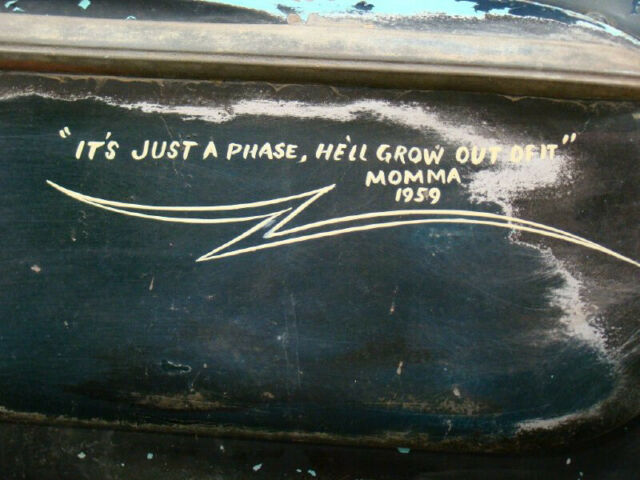 "IT'S JUST A PHASE, HE'LL GROW OUT OF IT"
MOMMA
1959